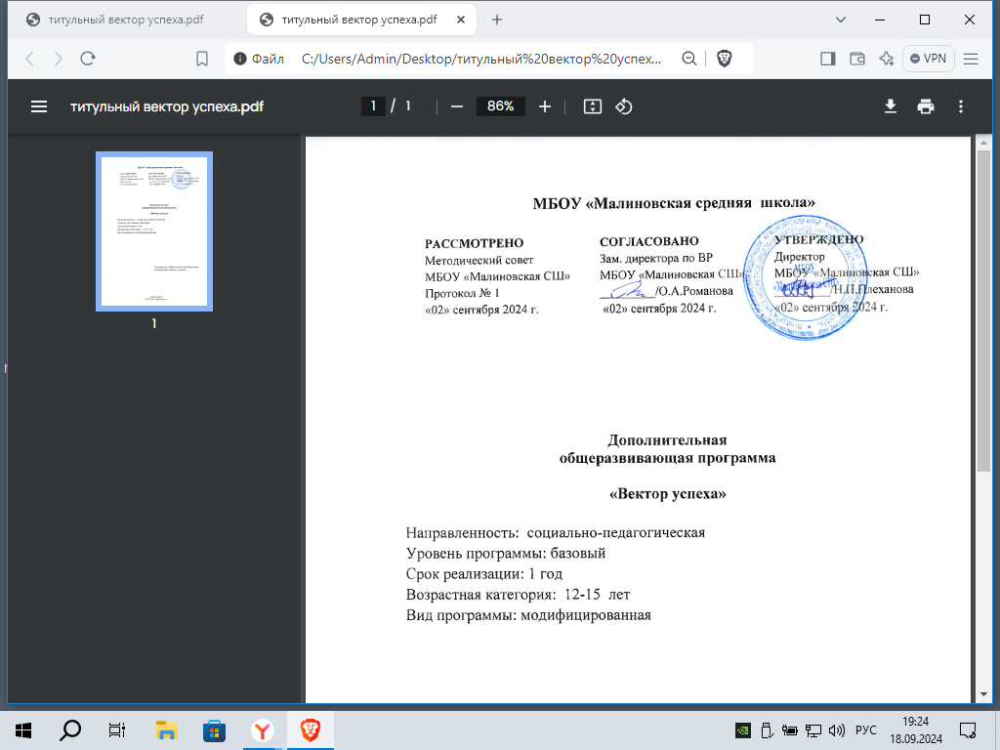 титульный вектор успеха.pdf
титульный вектор успеха.pdf
Файл C:/Users/Admin/Desktop/титульный%20вектор%20успех...
VPN
титульный вектор успеха.pdf
1 / 1
86%
1
МБОУ «Малиновская средняя школа»
РАССМОТРЕНО
Методический совет
МБОУ «Малиновская СШ»
Протокол № 1
«02» сентября 2024 г.
СОГЛАСОВАНО
Зам. директора по ВР
МБОУ «Малиновская СШ»
/О.А.Романова
«02» сентября 2024 г.
УТВЕРЖДЕНО
Директор
МБОУ «Малиновская СШ»
/Н.П.Плеханова
«02» сентября 2024 г.
Дополнительная
общеразвивающая программа
«Вектор успеха»
Направленность: социально-педагогическая
Уровень программы: базовый
Срок реализации: 1 год
Возрастная категория: 12-15 лет
Вид программы: модифицированная
РУС
19:24
18.09.2024